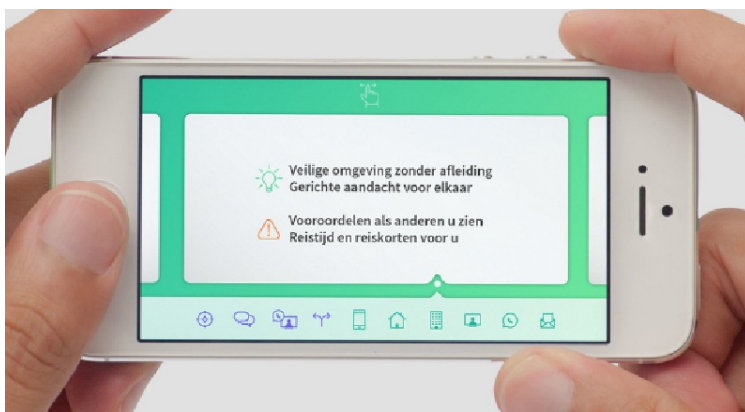 Veilige omgeving zonder afleiding
Gerichte aandacht voor elkaar
Vooroordelen als anderen u zien
Reistijd en reiskorten voor u